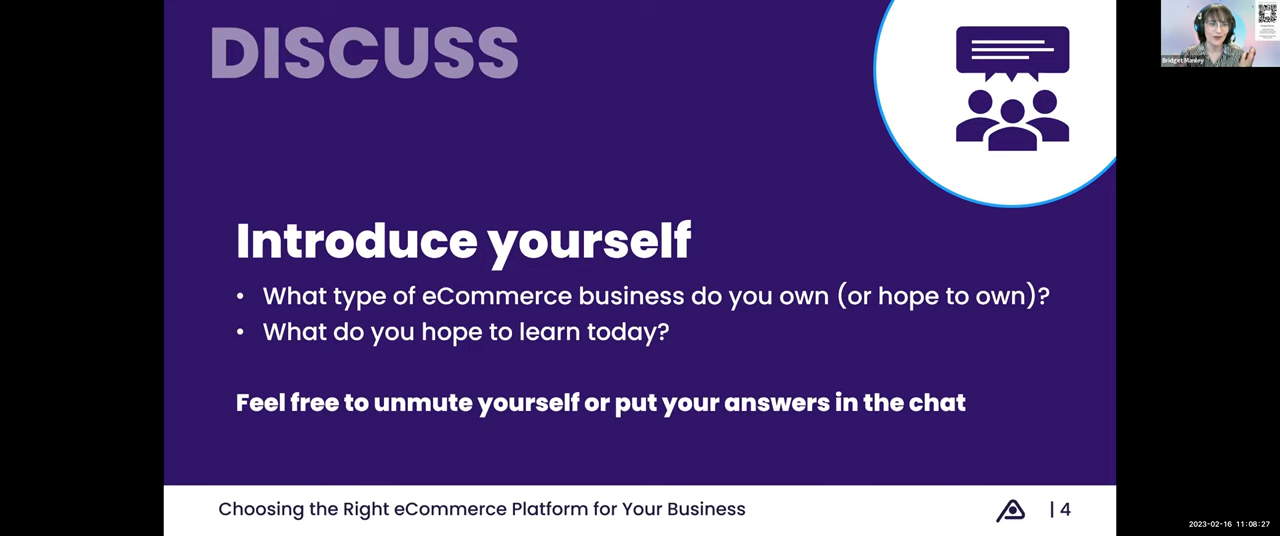 DISCUSS
Bridget Manley
Introduce yourself
• What type of eCommerce business do you own (or hope to own)?
• What do you hope to learn today?
Feel free to unmute yourself or put your answers in the chat
Choosing the Right eCommerce Platform for Your Business
| 4
2023-02-16 11:08:27